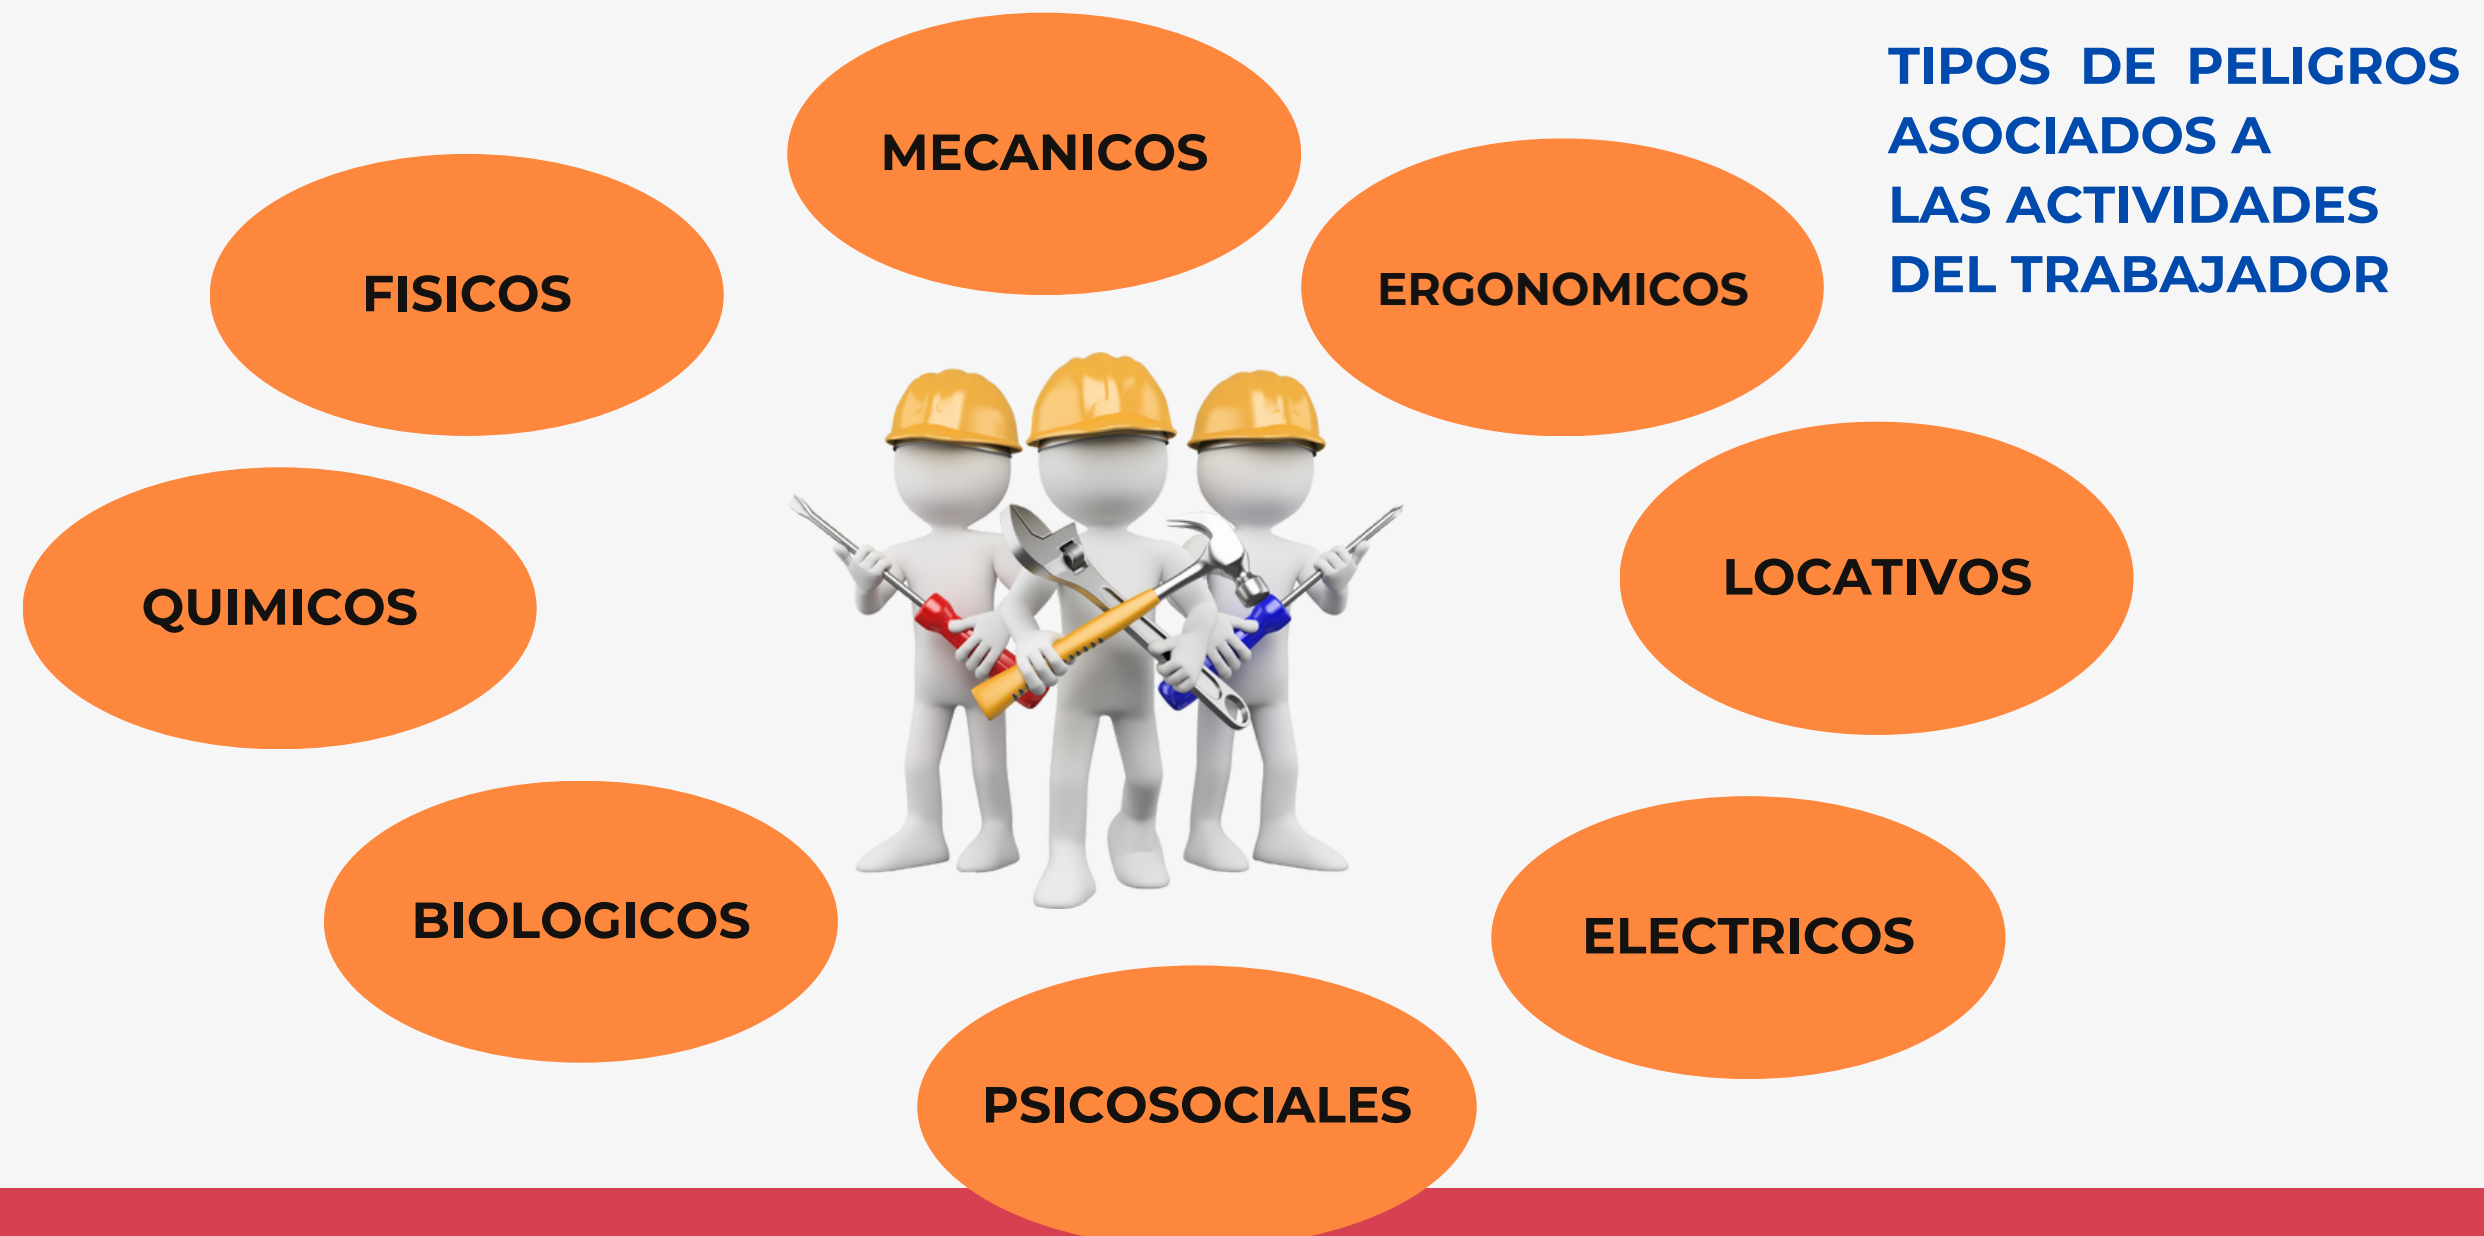 TIPOS DE PELIGROS
ASOCIADOS A
LAS ACTIVIDADES
DEL TRABAJADOR
MECANICOS
ERGONOMICOS
FISICOS
LOCATIVOS
QUIMICOS
BIOLOGICOS
ELECTRICOS
PSICOSOCIALES